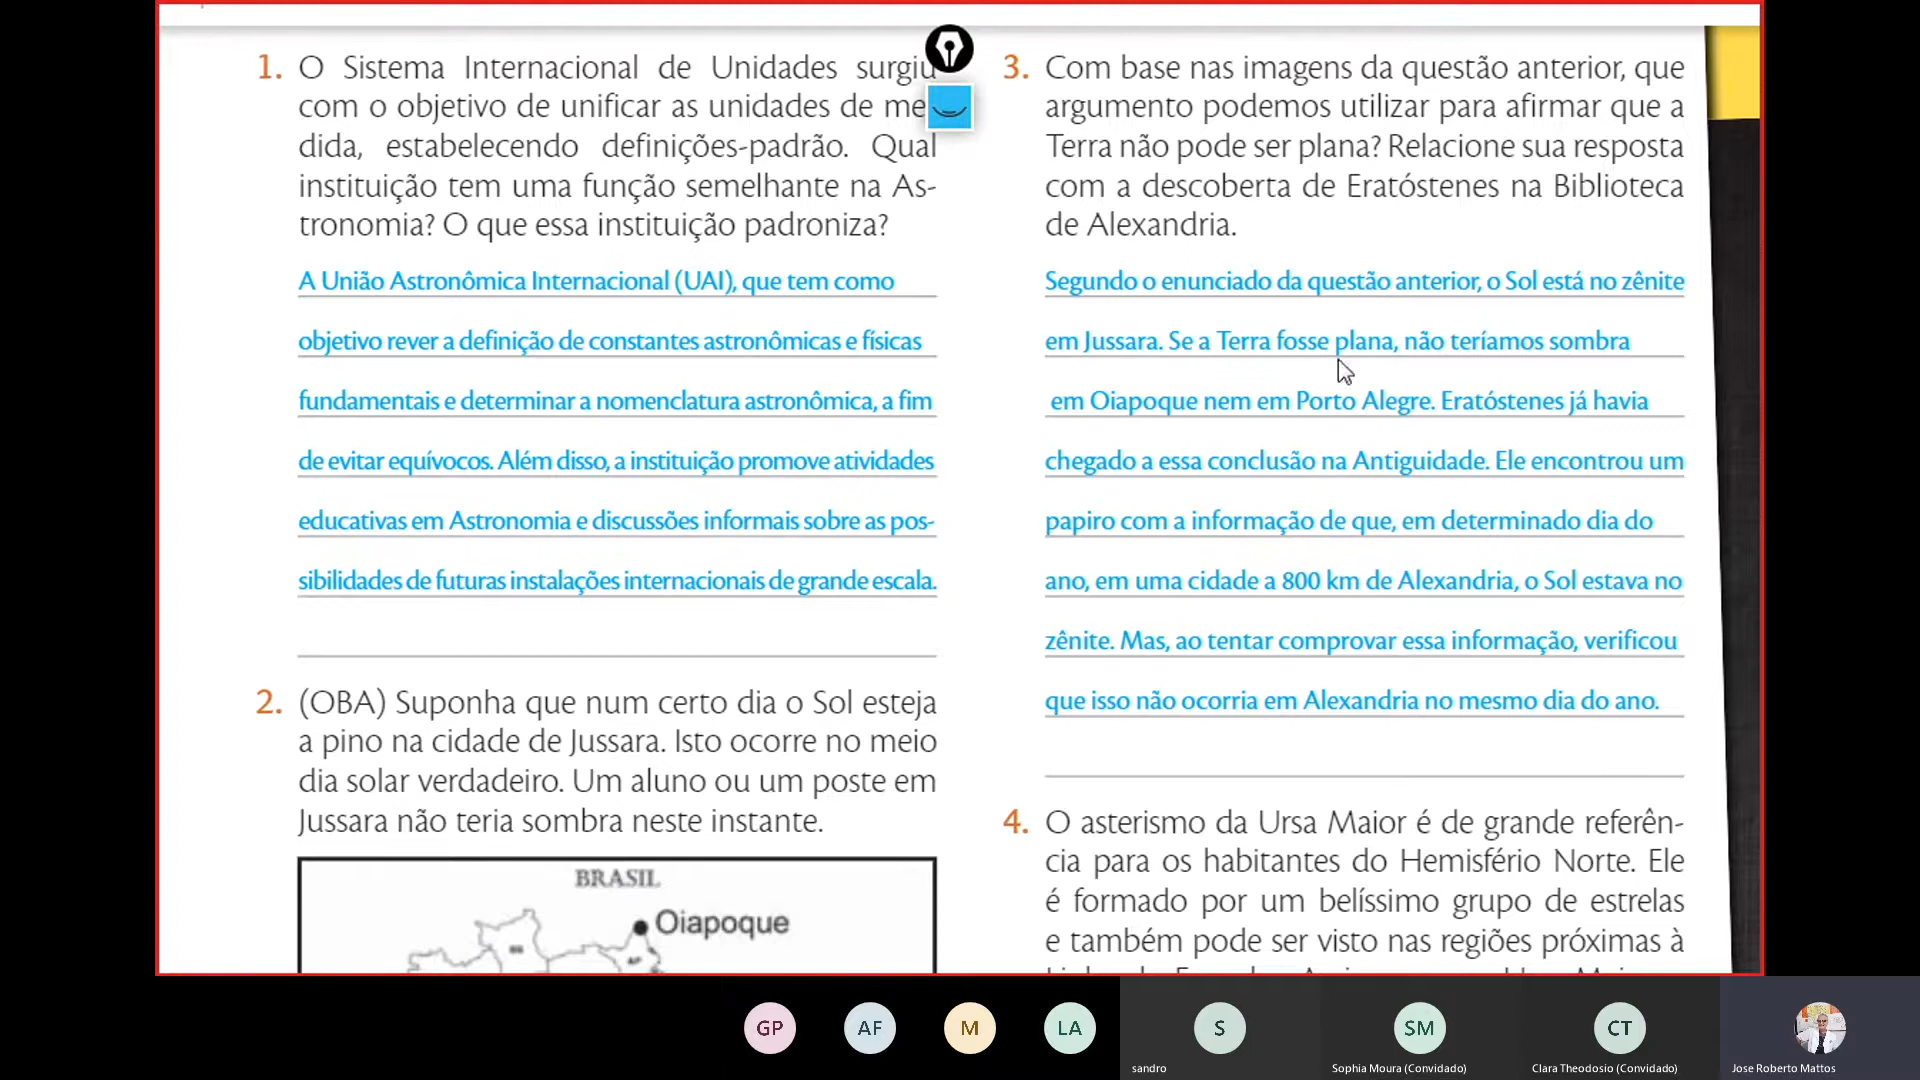 1. O Sistema Internacional de Unidades surgiu
com o objetivo de unificar as unidades de me-
dida, estabelecendo definições-padrão. Qual
instituição tem uma função semelhante na As-
tronomia? O que essa instituição padroniza?
A União Astronômica Internacional (UAI), que tem como
objetivo rever a definição de constantes astronômicas e físicas
fundamentais e determinar a nomenclatura astronômica, a fim
de evitar equívocos. Além disso, a instituição promove atividades
educativas em Astronomia e discussões informais sobre as pos-
sibilidades de futuras instalações internacionais de grande escala.
2. (OBA) Suponha que num certo dia o Sol esteja
a pino na cidade de Jussara. Isto ocorre no meio
dia solar verdadeiro. Um aluno ou um poste em
Jussara não teria sombra neste instante.
BRASIL
Oiapoque
AP
3. Com base nas imagens da questão anterior, que
argumento podemos utilizar para afirmar que a
Terra não pode ser plana? Relacione sua resposta
com a descoberta de Eratóstenes na Biblioteca
de Alexandria.
Segundo o enunciado da questão anterior, o Sol está no zênite
em Jussara. Se a Terra fosse plana, não teríamos sombra
em Oiapoque nem em Porto Alegre. Eratóstenes já havia
chegado a essa conclusão na Antiguidade. Ele encontrou um
papiro com a informação de que, em determinado dia do
ano, em uma cidade a 800 km de Alexandria, o Sol estava no
zênite. Mas, ao tentar comprovar essa informação, verificou
que isso não ocorria em Alexandria no mesmo dia do ano.
4. O asterismo da Ursa Maior é de grande referên-
cia para os habitantes do Hemisfério Norte. Ele
é formado por um belíssimo grupo de estrelas
e também pode ser visto nas regiões próximas à
GP
AF
M
LA
S
SM
CT
sandro
Sophia Moura (Convidado)
Clara Theodosio (Convidado)
Jose Roberto Mattos